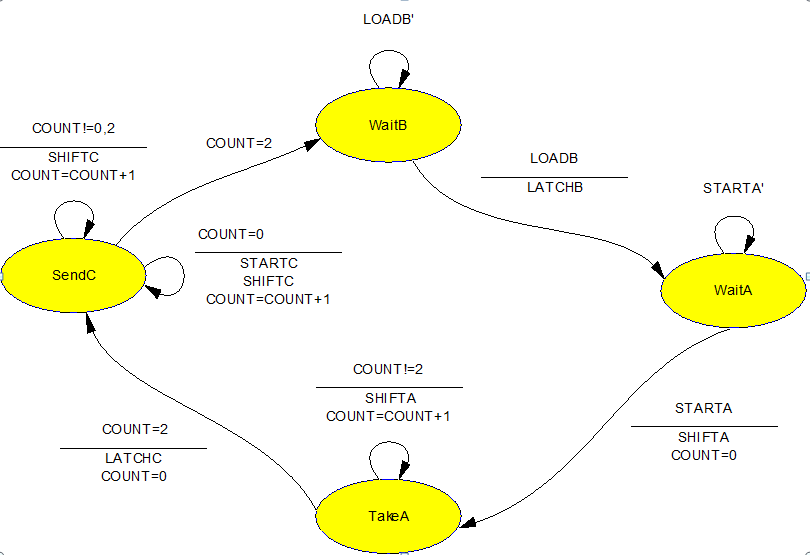 LOADB'
WaitB
COUNT!=0,2
SHIFTC
COUNT=COUNT+1
COUNT=2
LOADB
LATCHB
STARTA'
COUNT=0
STARTC
SHIFTC
COUNT=COUNT+1
SendC
WaitA
COUNT!=2
SHIFTA
COUNT=COUNT+1
STARTA
SHIFTA
COUNT=0
COUNT=2
LATCHC
COUNT=0
TakeA